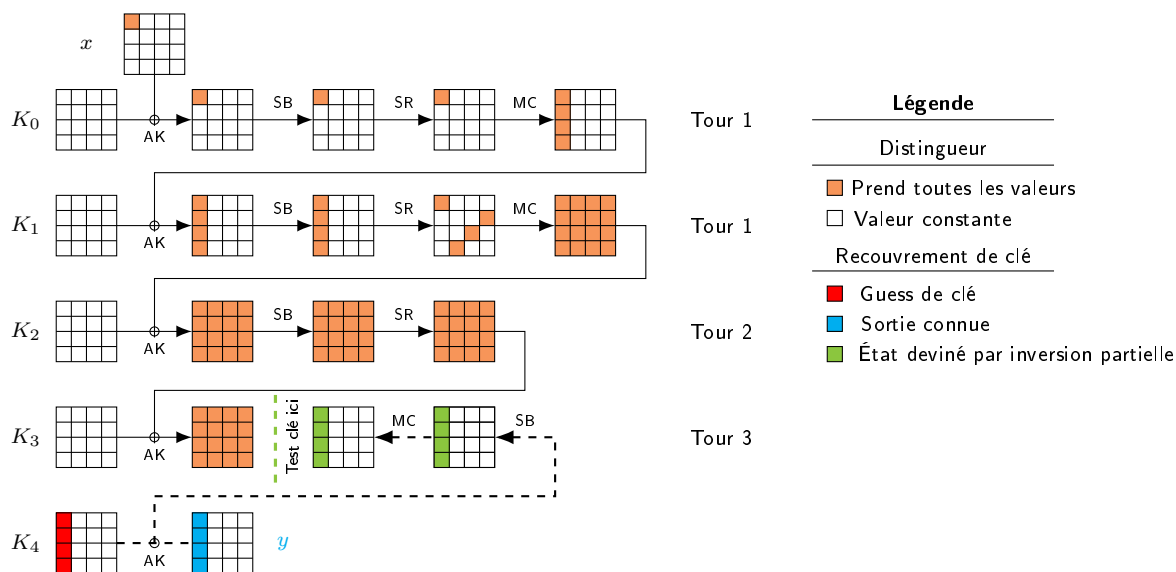 x
K0
AK
SB
SR
MC
Tour 1
K1
AK
SB
SR
MC
Tour 1
K2
AK
SB
SR
Tour 2
K3
AK
Test clé ici
MC
SB
Tour 3
K4
AK
y
Légende
Distingueur
Prend toutes les valeurs
Valeur constante
Recouvrement de clé
Guess de clé
Sortie connue
État deviné par inversion partielle